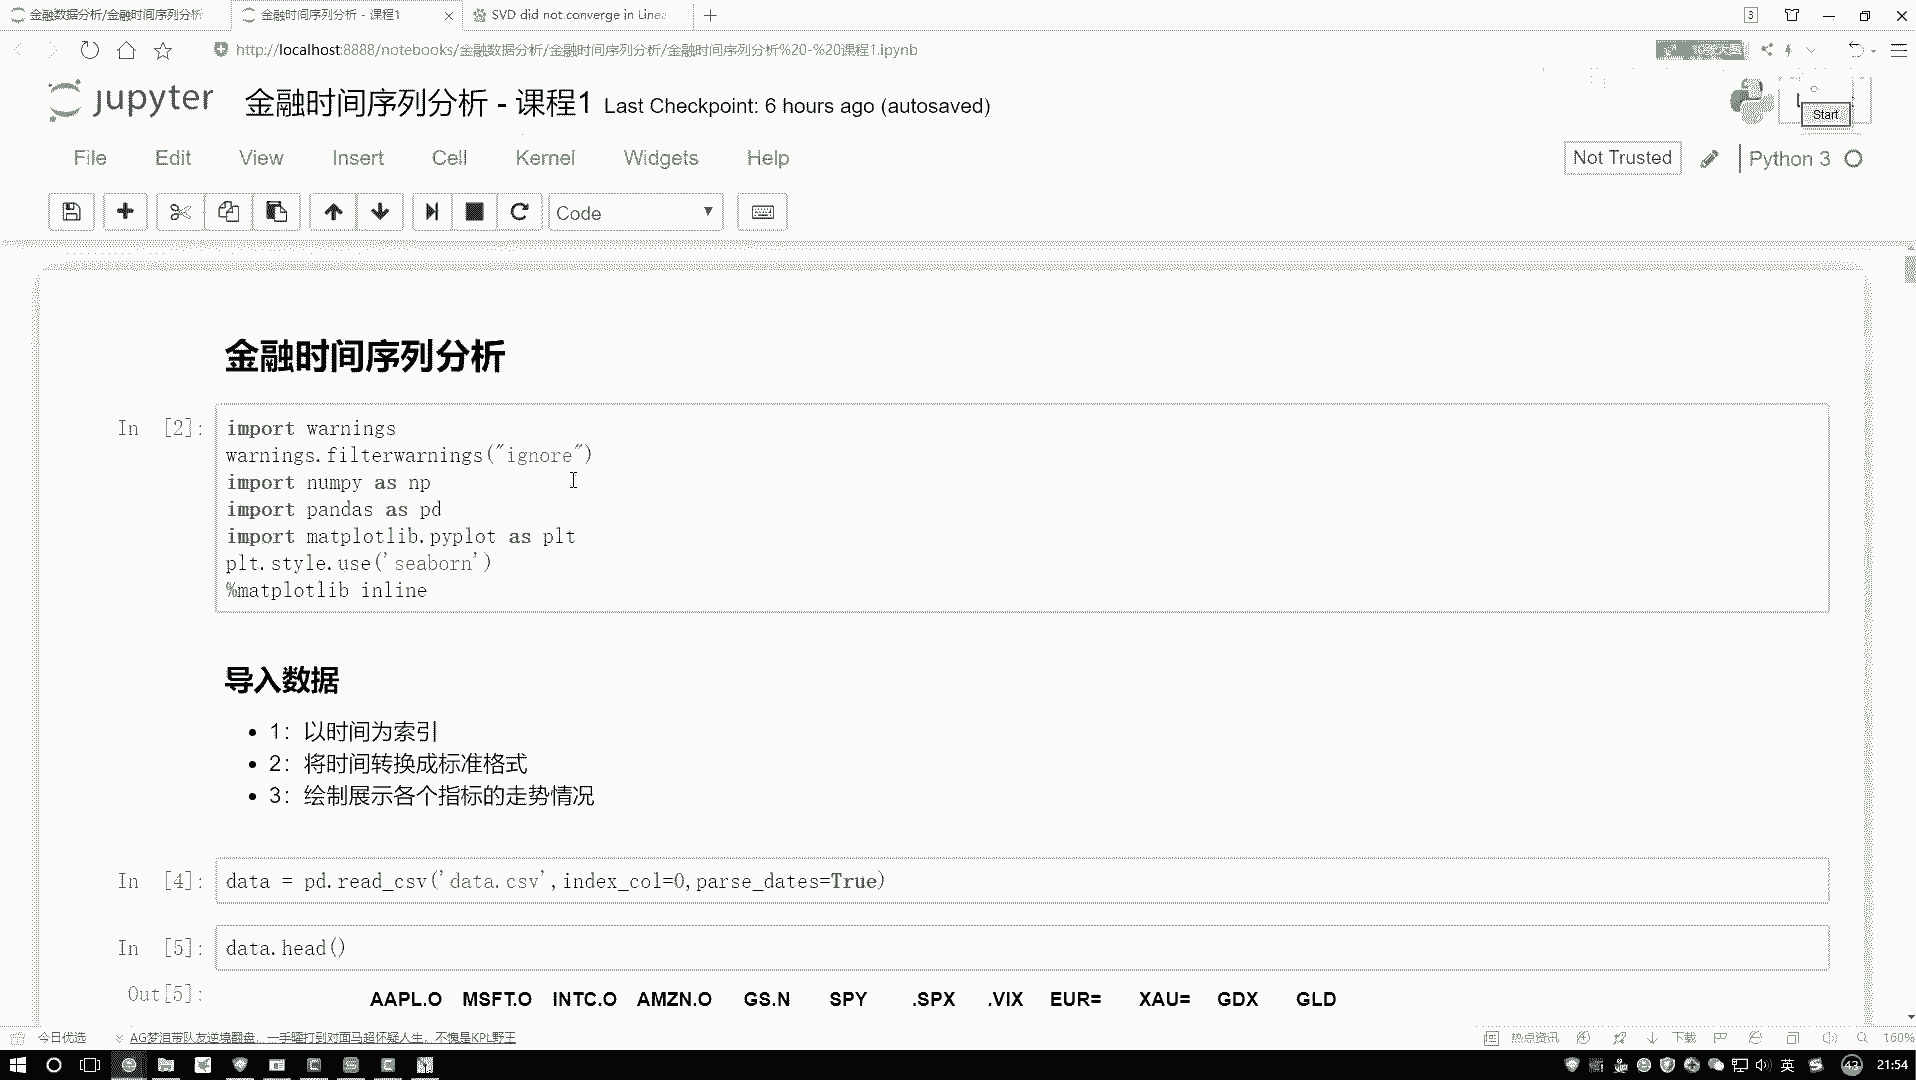 金融数据分析/金融时间序列分析
金融时间序列分析 - 课程1
SVD did not converge in Linea
3
http://localhost:8888/notebooks/金融数据分析/金融时间序列分析/金融时间序列分析%20-%20课程1.ipynb
jupyter
金融时间序列分析 - 课程1 Last Checkpoint: 6 hours ago (autosaved)
Start
File Edit View Insert Cell Kernel Widgets Help
Not Trusted
Python 3
Code
金融时间序列分析
In [2]:
import warnings
warnings.filterwarnings("ignore")
import numpy as np
import pandas as pd
import matplotlib.pyplot as plt
plt.style.use('seaborn')
%matplotlib inline
导入数据
1：以时间为索引
2：将时间转换成标准格式
3：绘制展示各个指标的走势情况
In [4]: data = pd.read_csv('data.csv',index_col=0,parse_dates=True)
In [5]: data.head()
Out[5]:
AAPL.O MSFT.O INTC.O AMZN.O GS.N SPY .SPX .VIX EUR= XAU= GDX GLD
今日优选
AG梦泪带队友逆境翻盘，一手曜打到对面马超怀疑人生，不愧是KPL野王
热点资讯
下载
160%
英
43
21:54